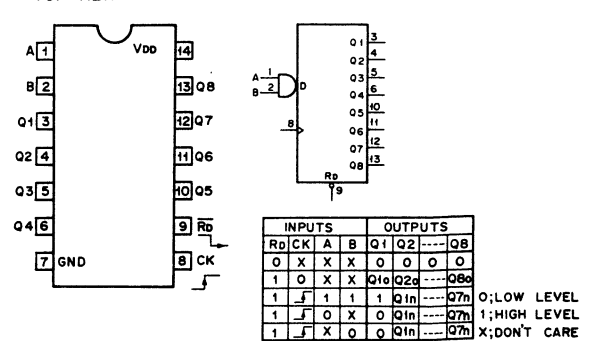 A 1
VDD 14
B 2
13 Q8
Q1 3
12 Q7
Q2 4
11 Q6
Q3 5
10 Q5
Q4 6
9 RD
7 GND
8 CK
A 1
B 2
D
8
RD
9
Q1 3
Q2 4
Q3 5
Q4 6
Q5 10
Q6 11
Q7 12
Q8 13
INPUTS OUTPUTS
RD CK A B Q1 Q2 ---- Q8
0 X X X 0 0 0 0
1 0 X X Q1o Q2o ---- Q8o
1 1 1 1 Q1n ---- Q7n 0;LOW LEVEL
1 0 X 0 Q1n ---- Q7n 1;HIGH LEVEL
1 X 0 0 Q1n ---- Q7n X;DON'T CARE